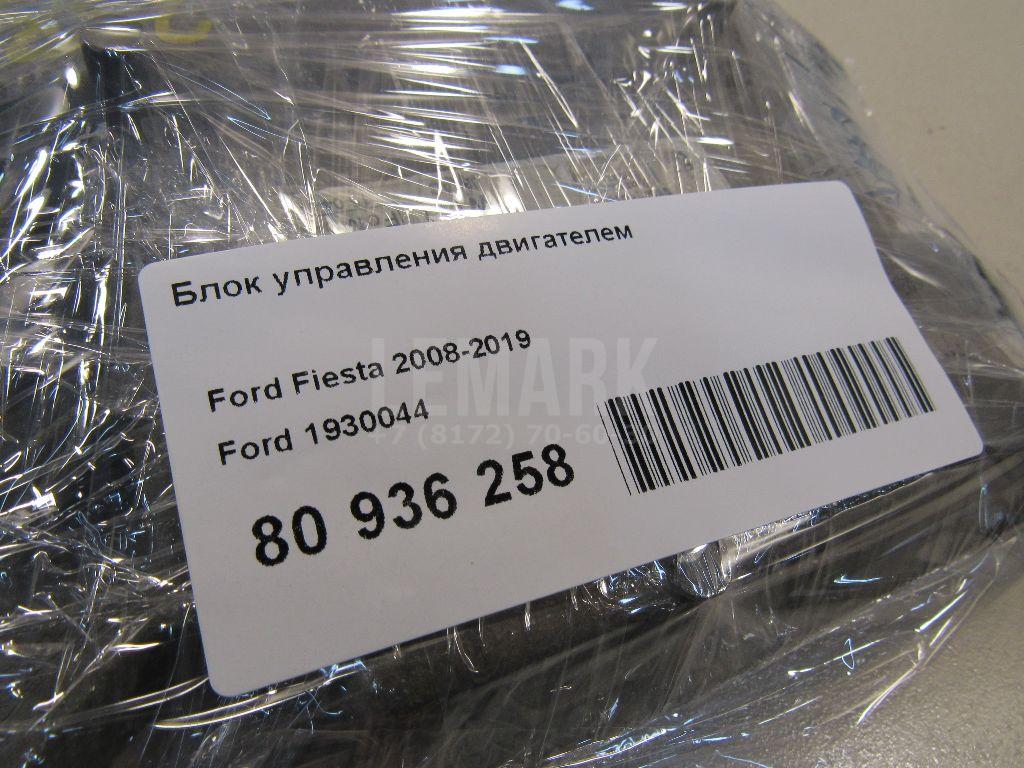 Блок управления двигателем
Ford Fiesta 2008-2019
LEMARK
Ford 1930044
80 936 258